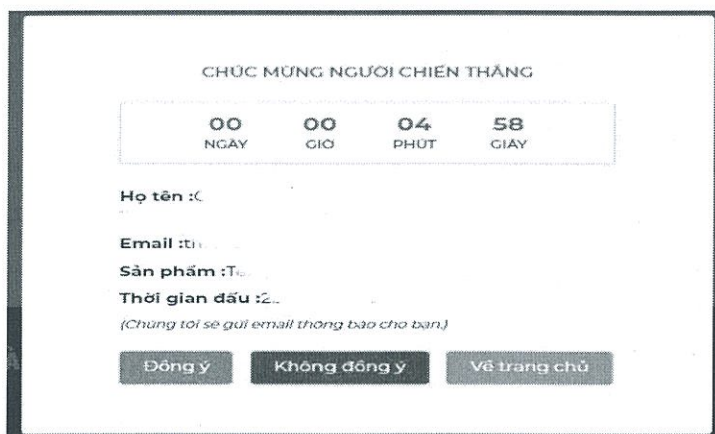 CHÚC MỪNG NGƯỜI CHIẾN THẮNG
00 00 04 58
NGÀY GIỜ PHÚT GIÂY
Họ tên :
Email :
Sản phẩm :
Thời gian đấu :
(Chúng tôi sẽ gửi email thông báo cho bạn.)
Đồng ý Không đồng ý Về trang chủ